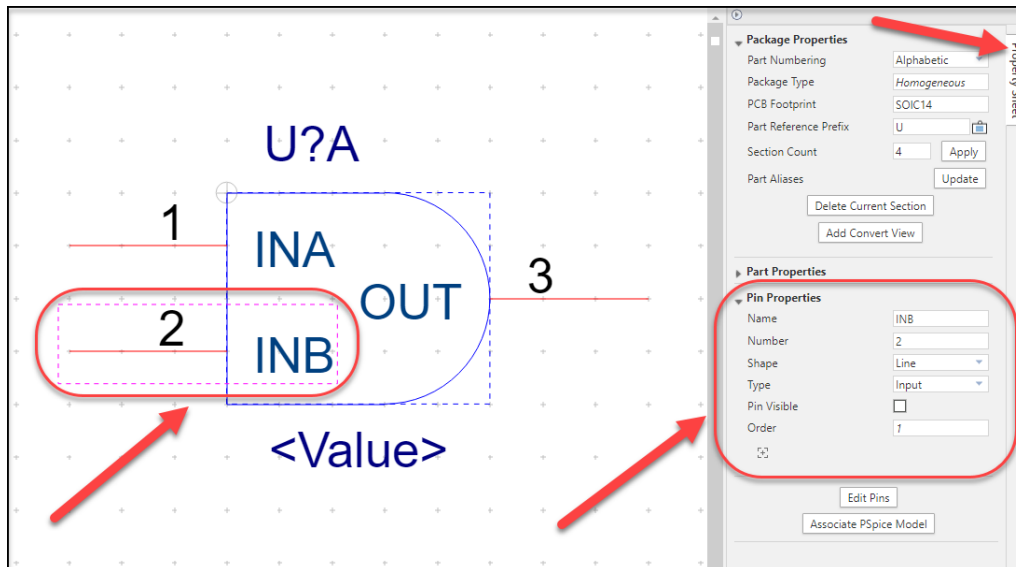 U?A
1
INA
OUT
3
2
INB
<Value>
Property Sheet
Package Properties
Part Numbering Alphabetic
Package Type Homogeneous
PCB Footprint SOIC14
Part Reference Prefix U
Section Count 4 Apply
Part Aliases Update
Delete Current Section
Add Convert View
Part Properties
Pin Properties
Name INB
Number 2
Shape Line
Type Input
Pin Visible
Order 1
Edit Pins
Associate PSpice Model